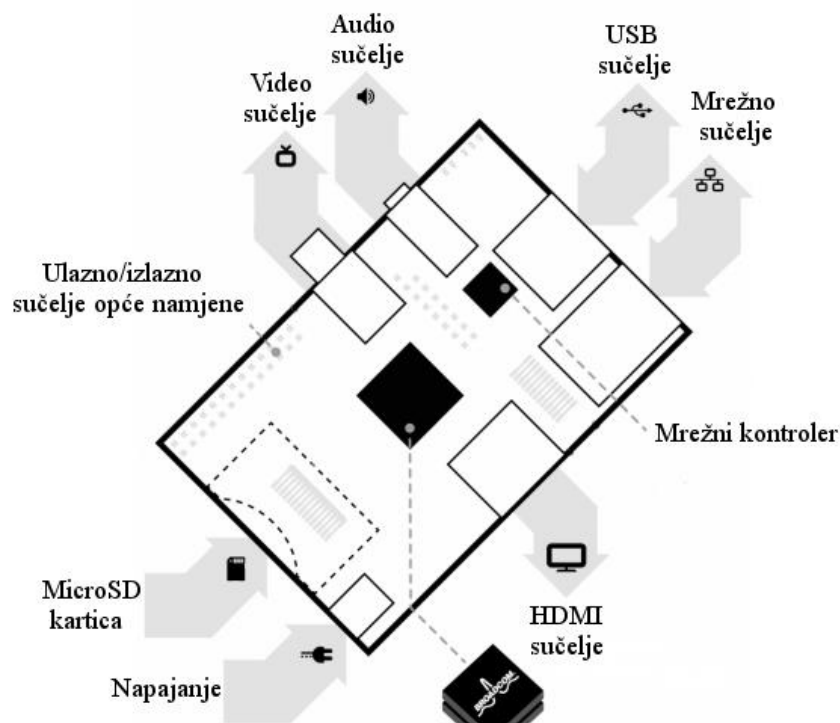 Audio
sučelje
USB
sučelje
Video
sučelje
Mrežno
sučelje
Ulazno/izlazno
sučelje opće namjene
Mrežni kontroler
MicroSD
kartica
HDMI
sučelje
Napajanje
BROADCOM